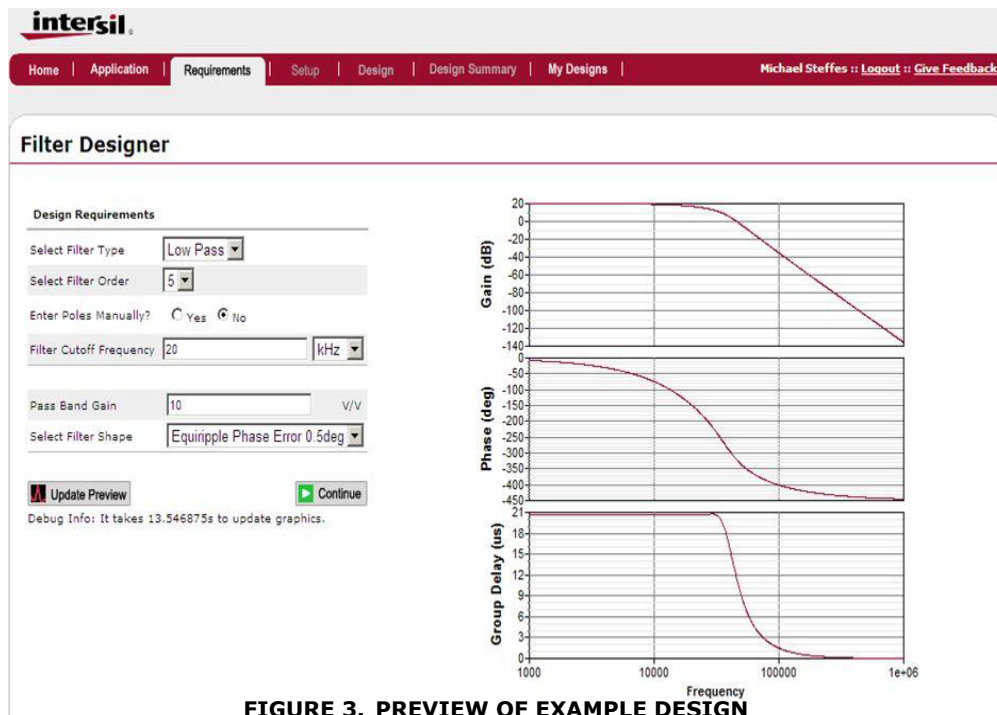 intersil.
Home | Application | Requirements | Setup | Design | Design Summary | My Designs | Michael Steffes :: Logout :: Give Feedback
Filter Designer
Design Requirements
Select Filter Type Low Pass
Select Filter Order 5
Enter Poles Manually? Yes No
Filter Cutoff Frequency 20 kHz
Pass Band Gain 10 V/V
Select Filter Shape Equiripple Phase Error 0.5deg
Update Preview Continue
Debug Info: It takes 13.546875s to update graphics.
Gain (dB)
20
0
-20
-40
-60
-80
-100
-120
-140
Phase (deg)
0
-50
-100
-150
-200
-250
-300
-350
-400
-450
Group Delay (us)
21
18
15
12
9
6
3
0
1000 10000 100000 1e+06
Frequency
FIGURE 3. PREVIEW OF EXAMPLE DESIGN